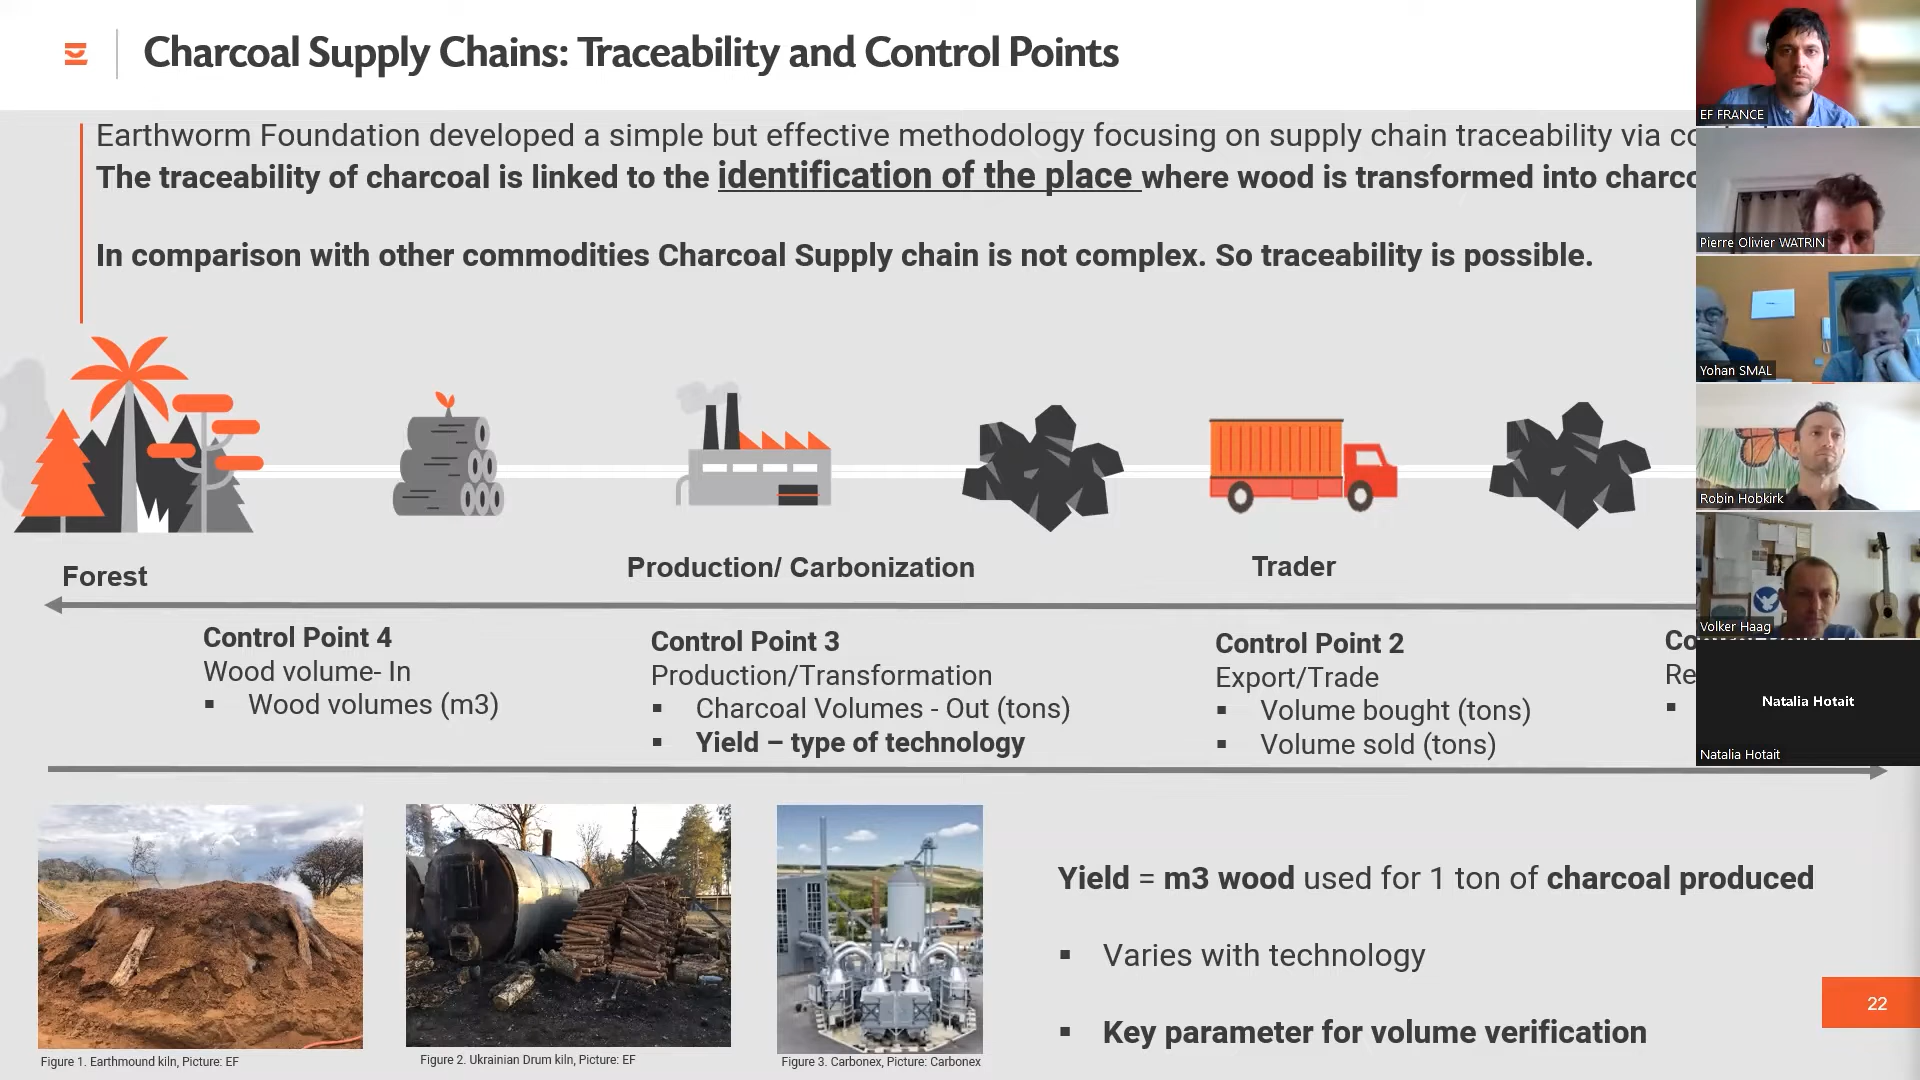 Charcoal Supply Chains: Traceability and Control Points
Earthworm Foundation developed a simple but effective methodology focusing on supply chain traceability via
The traceability of charcoal is linked to the identification of the place where wood is transformed into
In comparison with other commodities Charcoal Supply chain is not complex. So traceability is possible.
Forest
Production/ Carbonization
Trader
Control Point 4
Wood volume- In
▪ Wood volumes (m3)
Control Point 3
Production/Transformation
▪ Charcoal Volumes - Out (tons)
▪ Yield – type of technology
Control Point 2
Export/Trade
▪ Volume bought (tons)
▪ Volume sold (tons)
Figure 1. Earthmound kiln, Picture: EF
Figure 2. Ukrainian Drum kiln, Picture: EF
Figure 3. Carbonex, Picture: Carbonex
Yield = m3 wood used for 1 ton of charcoal produced
▪ Varies with technology
▪ Key parameter for volume verification
22
EF FRANCE
Pierre Olivier WATRIN
Yohan SMAL
Robin Hobkirk
Volker Haag
Natalia Hotait
Natalia Hotait